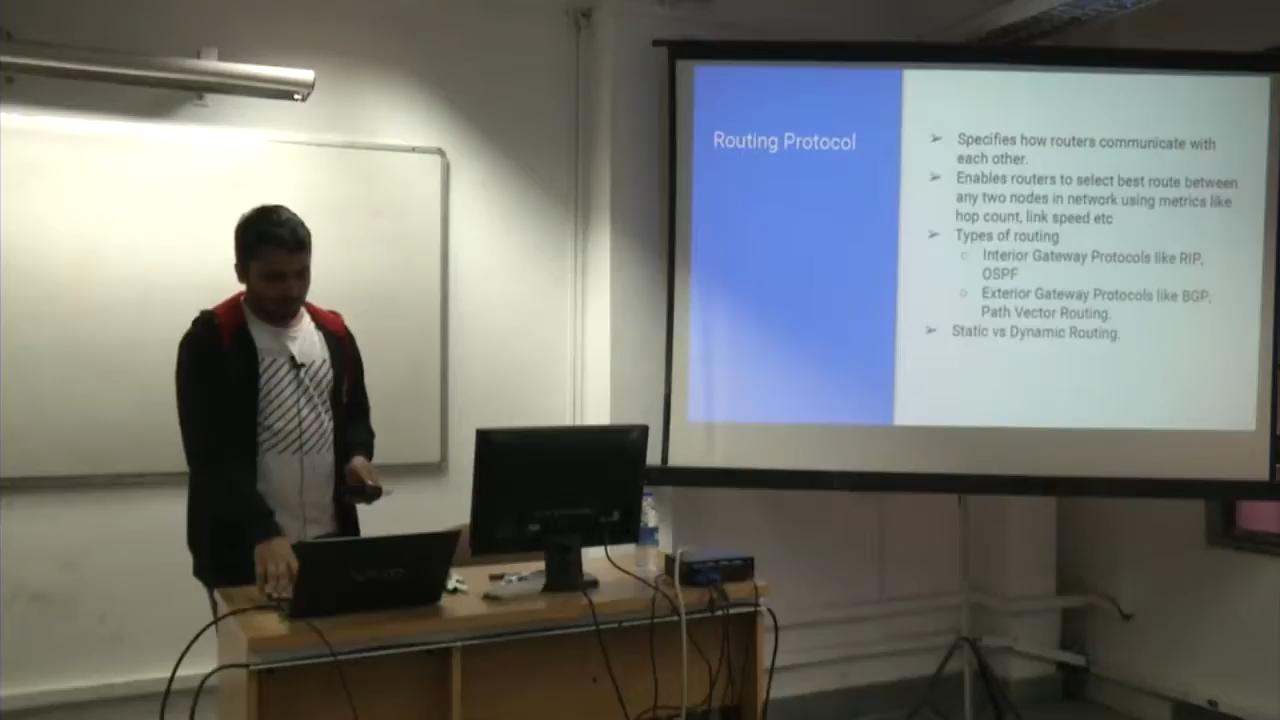 Routing Protocol
➢ Specifies how routers communicate with
each other.
➢ Enables routers to select best route between
any two nodes in network using metrics like
hop count, link speed etc
➢ Types of routing
○ Interior Gateway Protocols like RIP,
OSPF
○ Exterior Gateway Protocols like BGP,
Path Vector Routing.
➢ Static vs Dynamic Routing.
VAIO